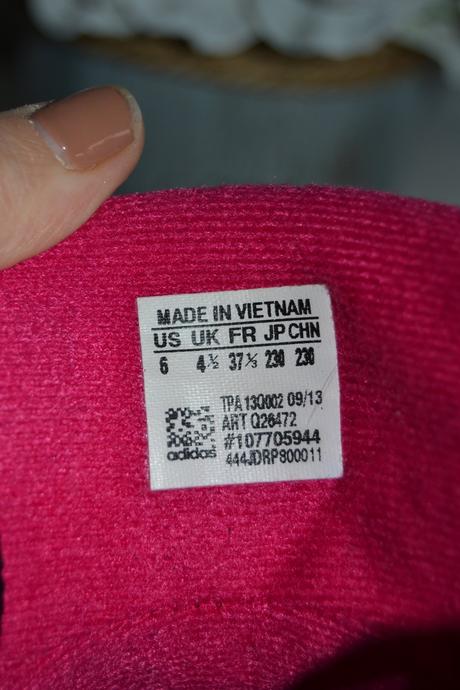 MADE IN VIETNAM
US UK FR JP CHN
6 4½ 37⅓ 230 230
TPA 13Q002 09/13
ART Q26472
#107705944
adidas 444JDRP800011